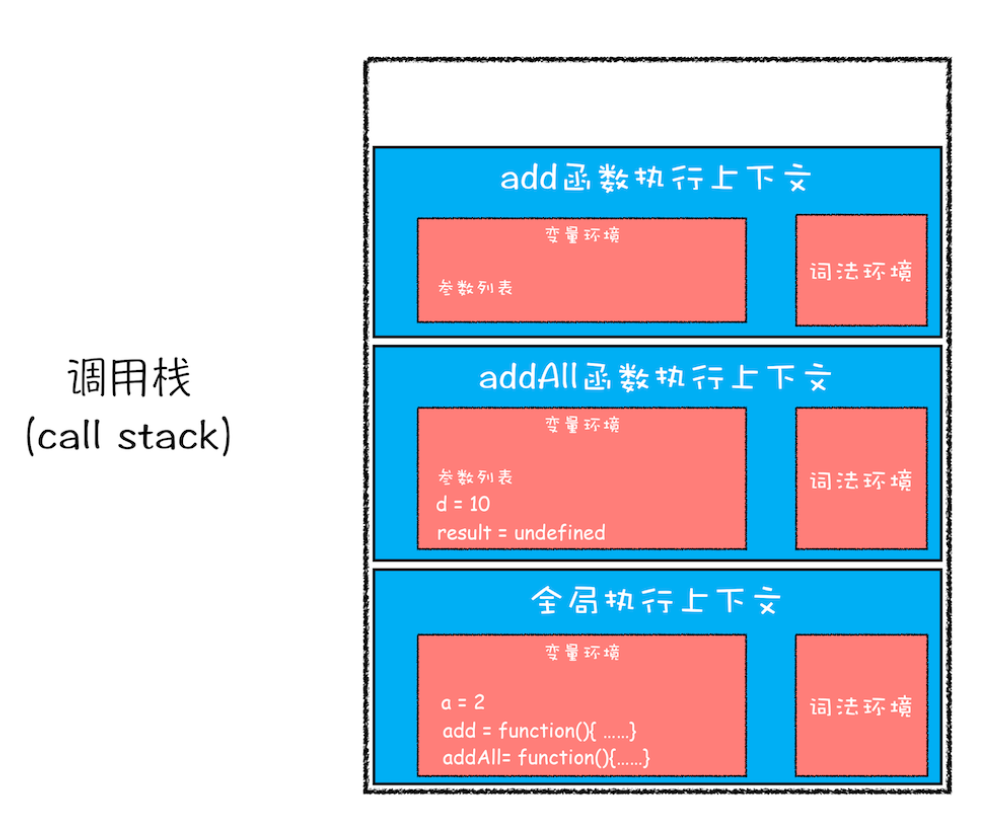 add函数执行上下文
变量环境
参数列表
词法环境
调用栈
(call stack)
addAll函数执行上下文
变量环境
参数列表
d = 10
result = undefined
词法环境
全局执行上下文
变量环境
a = 2
add = function(){ ......}
addAll= function(){......}
词法环境